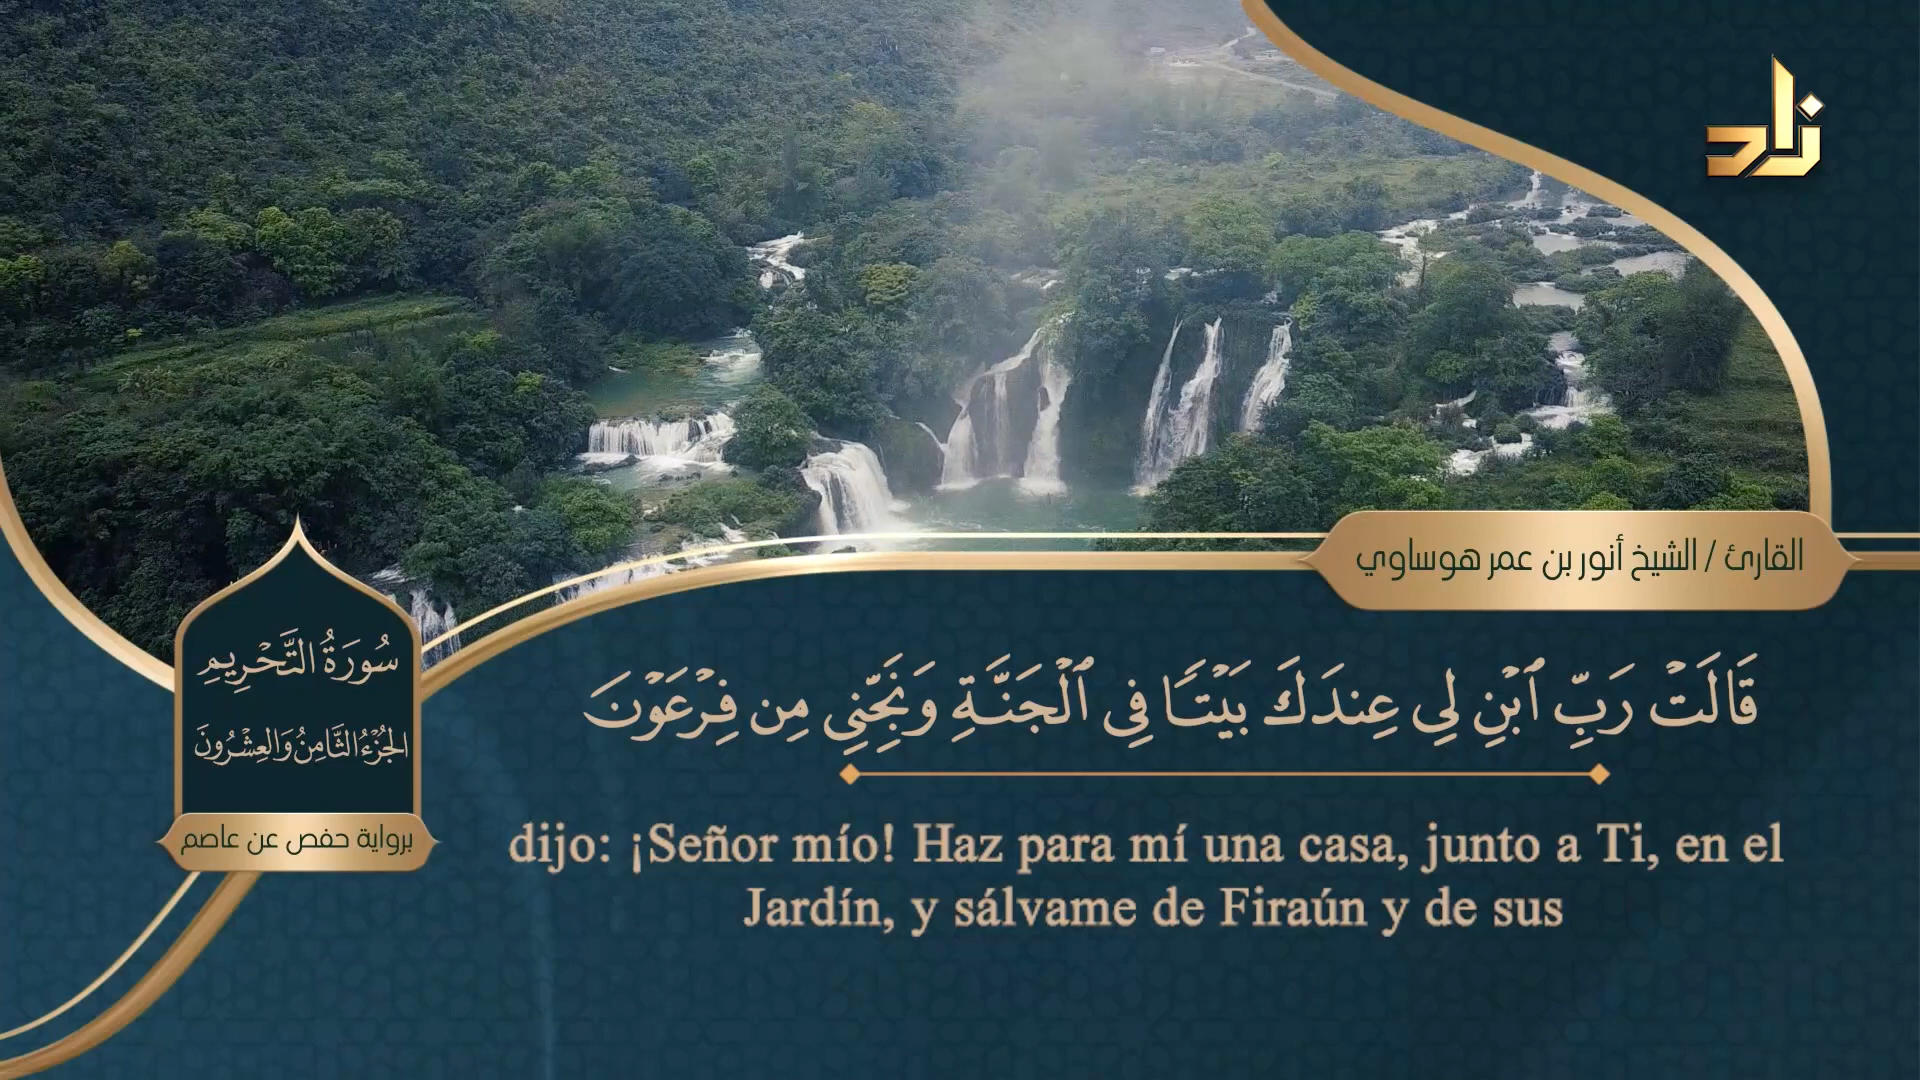 زاد
القارئ / الشيخ أنور بن عمر هوساوي
سُورَةُ التَّحْرِيمِ
الجُزْءُ الثَّامِنُ وَالعِشْرُونَ
برواية حفص عن عاصم
قَالَتْ رَبِّ ٱبْنِ لِي عِندَكَ بَيْتًا فِي ٱلْجَنَّةِ وَنَجِّنِي مِن فِرْعَوْنَ
dijo: ¡Señor mío! Haz para mí una casa, junto a Ti, en el
Jardín, y sálvame de Firaún y de sus